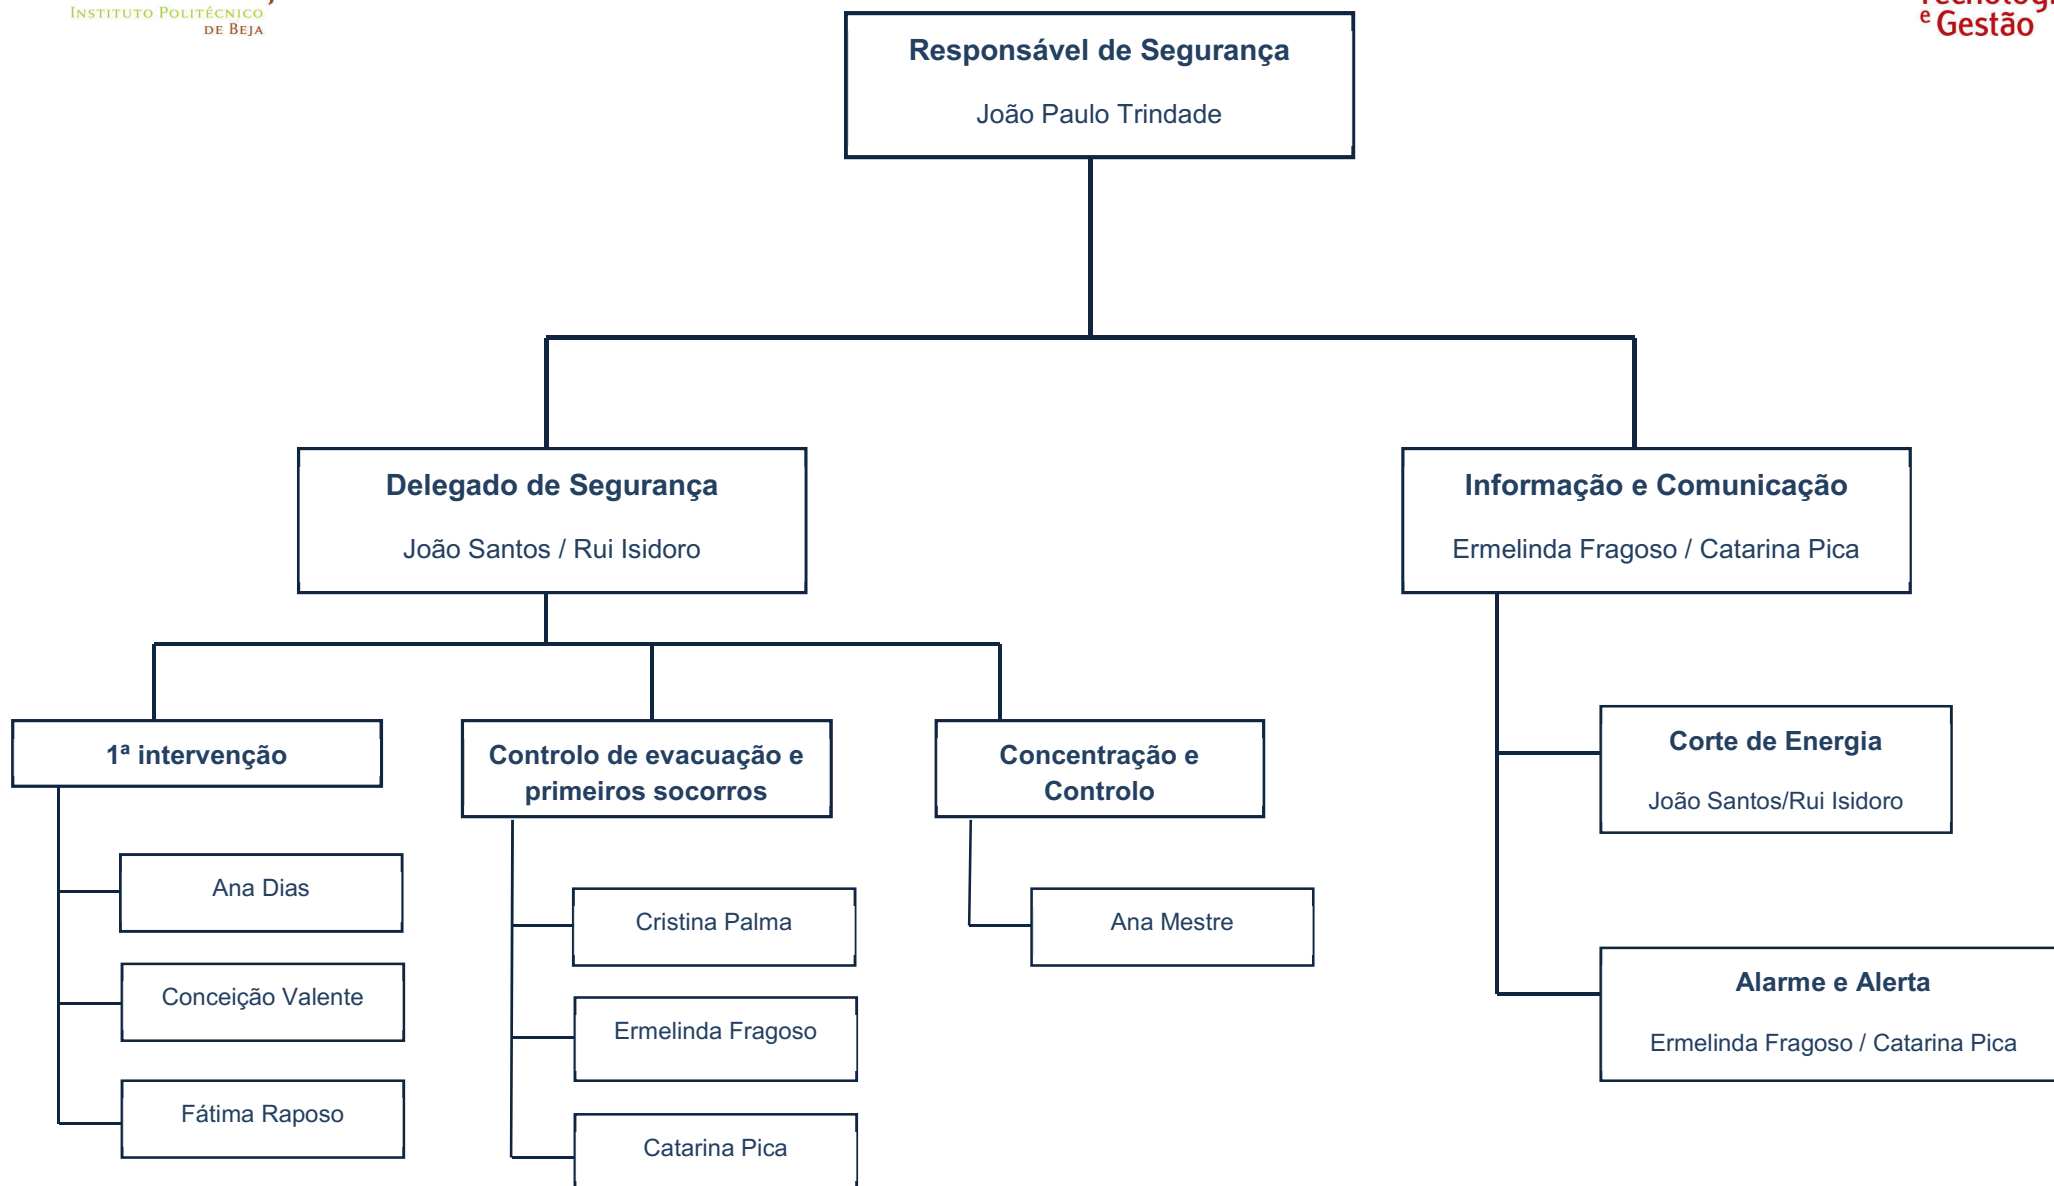 INSTITUTO POLITÉCNICO
DE BEJA
e Gestão
Responsável de Segurança
João Paulo Trindade
Delegado de Segurança
João Santos / Rui Isidoro
Informação e Comunicação
Ermelinda Fragoso / Catarina Pica
1ª intervenção
Controlo de evacuação e
primeiros socorros
Concentração e
Controlo
Corte de Energia
João Santos/Rui Isidoro
Ana Dias
Conceição Valente
Fátima Raposo
Cristina Palma
Ermelinda Fragoso
Catarina Pica
Ana Mestre
Alarme e Alerta
Ermelinda Fragoso / Catarina Pica